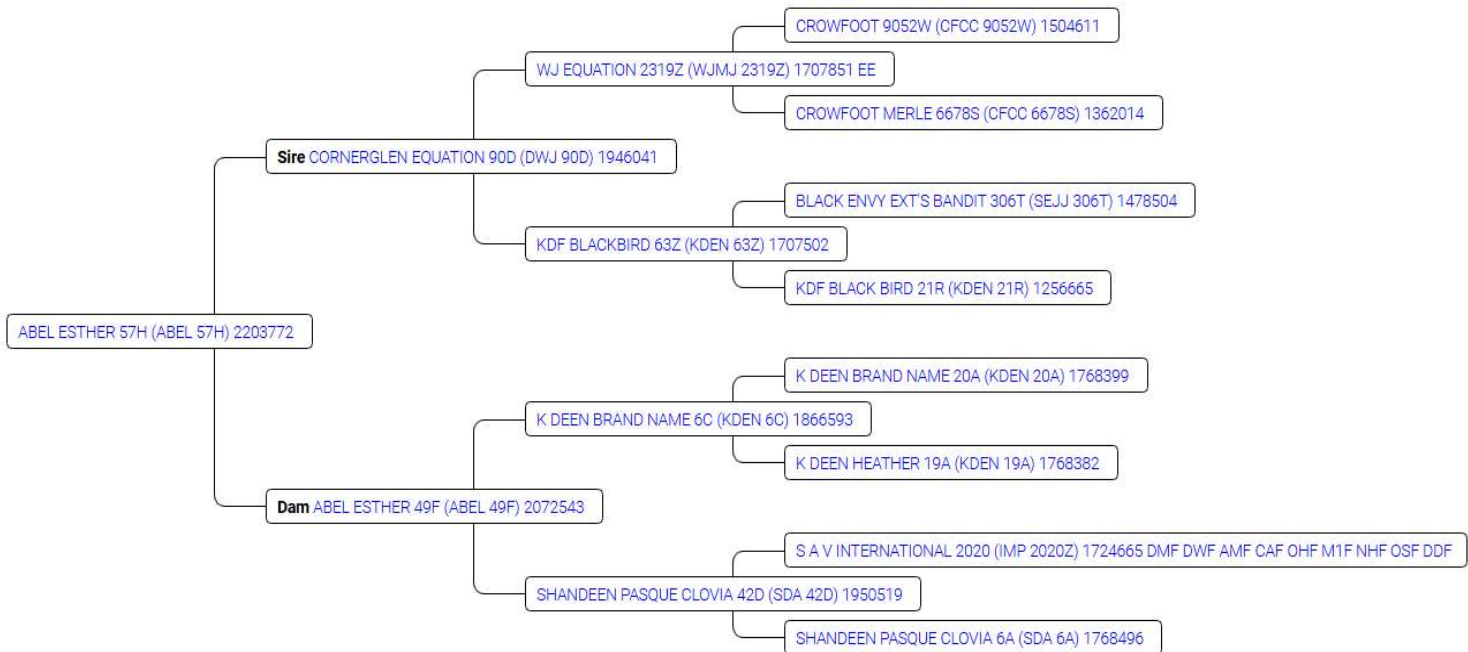 CROWFOOT 9052W (CFCC 9052W) 1504611
WJ EQUATION 2319Z (WJMJ 2319Z) 1707851 EE
CROWFOOT MERLE 6678S (CFCC 6678S) 1362014
Sire CORNERGLEN EQUATION 90D (DWJ 90D) 1946041
BLACK ENVY EXT'S BANDIT 306T (SEJJ 306T) 1478504
KDF BLACKBIRD 63Z (KDEN 63Z) 1707502
KDF BLACK BIRD 21R (KDEN 21R) 1256665
ABEL ESTHER 57H (ABEL 57H) 2203772
K DEEN BRAND NAME 20A (KDEN 20A) 1768399
K DEEN BRAND NAME 6C (KDEN 6C) 1866593
K DEEN HEATHER 19A (KDEN 19A) 1768382
Dam ABEL ESTHER 49F (ABEL 49F) 2072543
S A V INTERNATIONAL 2020 (IMP 2020Z) 1724665 DMF DWF AMF CAF OHF M1F NHF OSF DDF
SHANDEEN PASQUE CLOVIA 42D (SDA 42D) 1950519
SHANDEEN PASQUE CLOVIA 6A (SDA 6A) 1768496